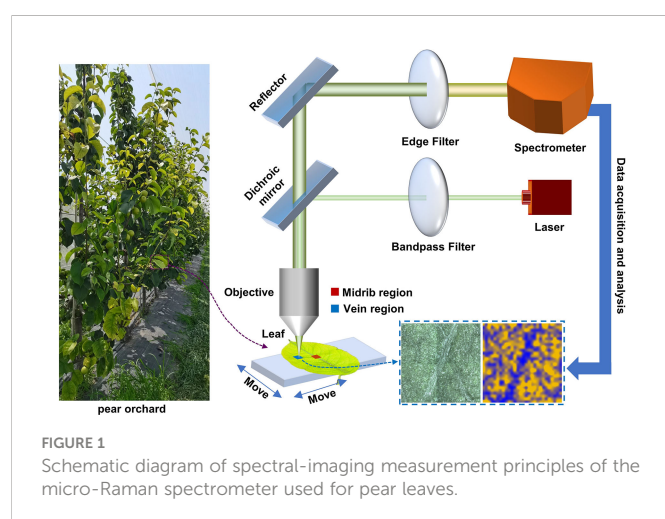 Reflector
Edge Filter
Spectrometer
Dichroic
mirror
Bandpass Filter
Laser
Data acquisition and analysis
Objective
Midrib region
Vein region
Leaf
Move
Move
pear orchard
FIGURE 1
Schematic diagram of spectral-imaging measurement principles of the
micro-Raman spectrometer used for pear leaves.